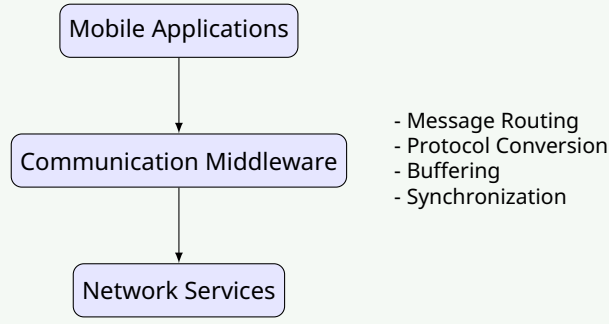 Mobile Applications
Communication Middleware
- Message Routing
- Protocol Conversion
- Buffering
- Synchronization
Network Services